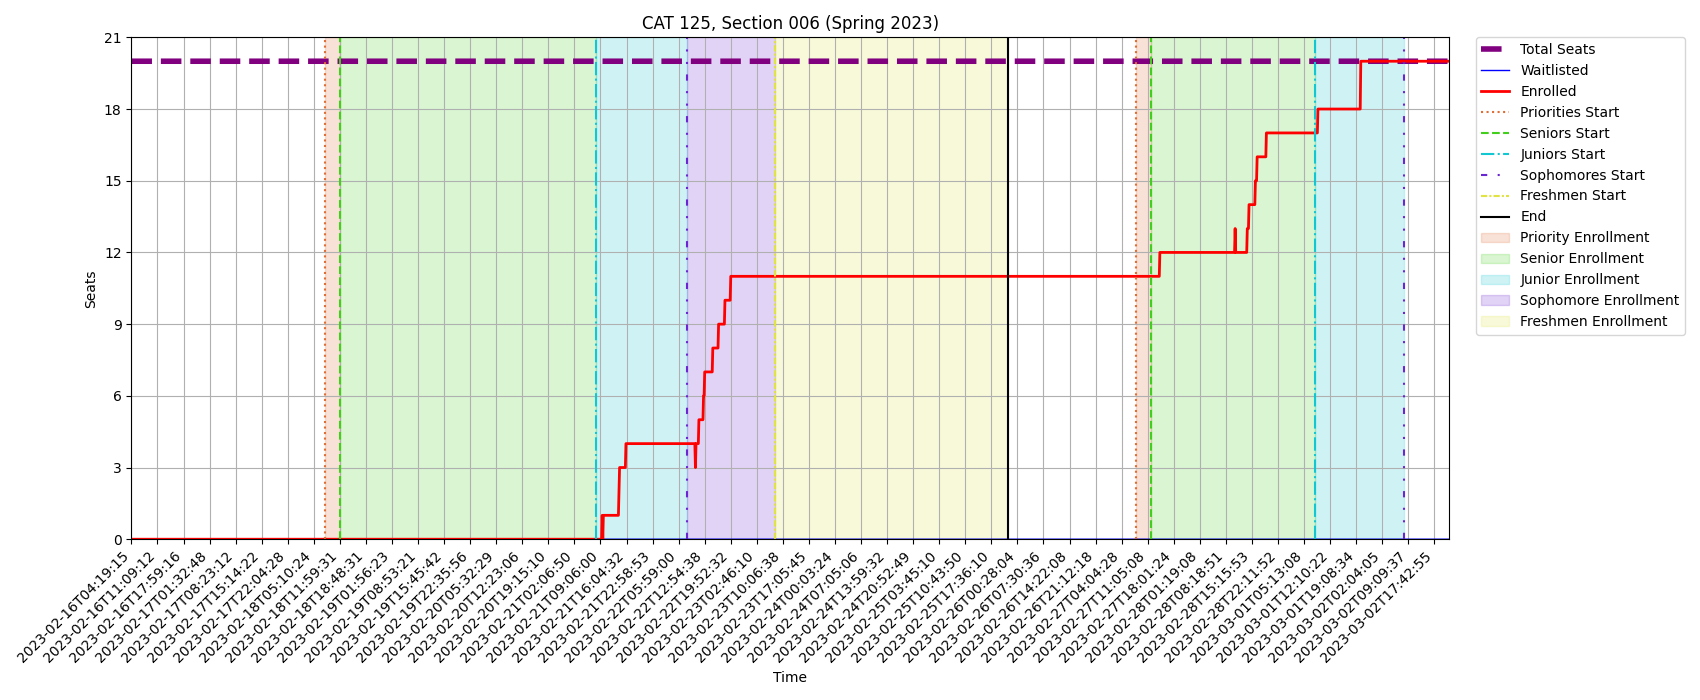 CAT 125, Section 006 (Spring 2023)
Seats
21
18
15
12
9
6
3
0
2023-02-16T04:19:15
2023-02-16T11:09:12
2023-02-16T17:59:16
2023-02-17T01:32:48
2023-02-17T08:23:12
2023-02-17T15:14:22
2023-02-17T22:04:28
2023-02-18T05:10:24
2023-02-18T11:59:31
2023-02-18T18:48:31
2023-02-19T01:56:23
2023-02-19T08:53:21
2023-02-19T15:45:42
2023-02-19T22:35:56
2023-02-20T05:32:29
2023-02-20T12:23:06
2023-02-20T19:15:10
2023-02-21T02:06:50
2023-02-21T09:06:00
2023-02-21T16:04:32
2023-02-21T22:58:53
2023-02-22T05:59:00
2023-02-22T12:54:38
2023-02-22T19:52:32
2023-02-23T02:46:10
2023-02-23T10:06:38
2023-02-23T17:05:45
2023-02-24T00:03:24
2023-02-24T07:05:06
2023-02-24T13:59:32
2023-02-24T20:52:49
2023-02-25T03:45:10
2023-02-25T10:43:50
2023-02-25T17:36:10
2023-02-26T00:28:04
2023-02-26T07:30:36
2023-02-26T14:22:08
2023-02-26T21:12:18
2023-02-27T04:04:28
2023-02-27T11:05:08
2023-02-27T18:01:24
2023-02-28T01:19:09
2023-02-28T08:18:51
2023-02-28T15:15:53
2023-02-28T22:11:52
2023-03-01T05:13:08
2023-03-01T12:10:22
2023-03-01T19:08:34
2023-03-02T02:04:05
2023-03-02T09:09:37
2023-03-02T17:42:55
Time
Total Seats
Waitlisted
Enrolled
Priorities Start
Seniors Start
Juniors Start
Sophomores Start
Freshmen Start
End
Priority Enrollment
Senior Enrollment
Junior Enrollment
Sophomore Enrollment
Freshmen Enrollment